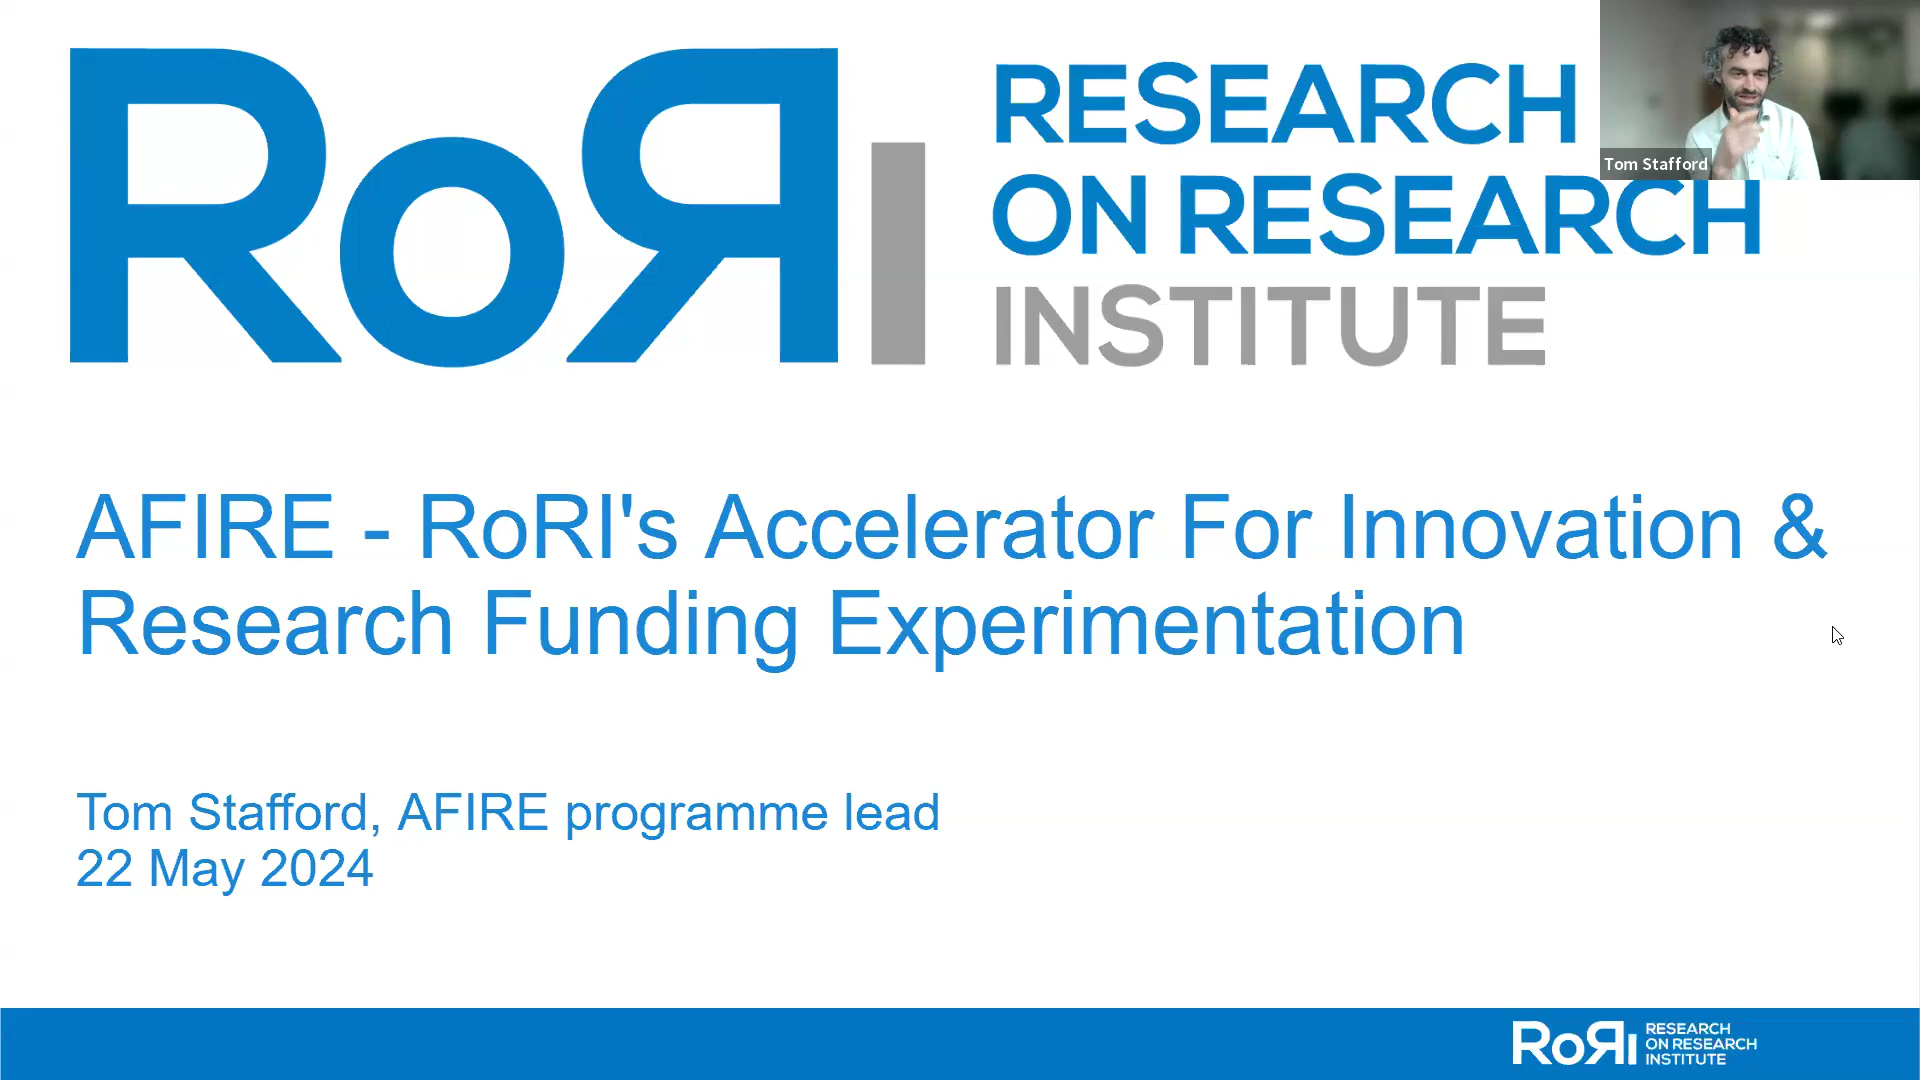 RoRI
RESEARCH
ON RESEARCH
INSTITUTE
Tom Stafford
AFIRE - RoRI's Accelerator For Innovation &
Research Funding Experimentation
Tom Stafford, AFIRE programme lead
22 May 2024
RoRI
RESEARCH
ON RESEARCH
INSTITUTE